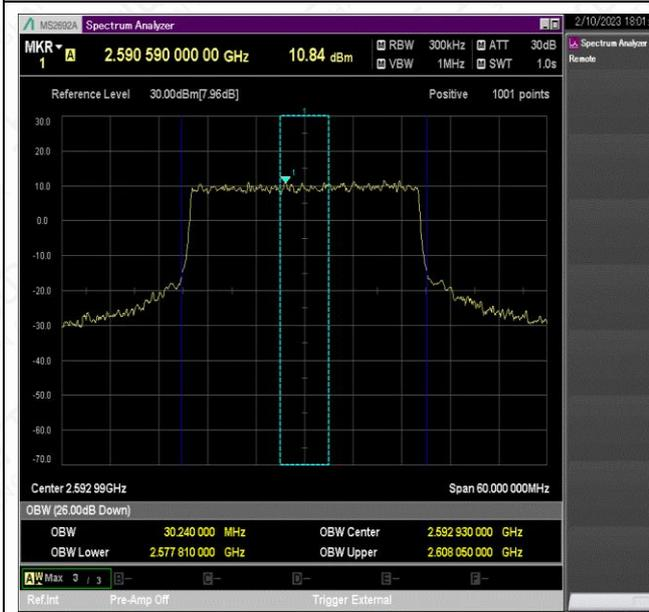 MS2692A Spectrum Analyzer 2/10/2023 18:01
MKR 1 A 2.590 590 000 00 GHz 10.84 dBm RBW 300kHz ATT 30dB
VBW 1MHz SWT 1.0s
Spectrum Analyzer
Remote
Reference Level 30.00dBm[7.96dB] Positive 1001 points
1
30.0
20.0
10.0
1
0.0
-10.0
-20.0
-30.0
-40.0
-50.0
-60.0
-70.0
Center 2.592 99GHz Span 60.000 000MHz
OBW (26.00dB Down)
OBW 30.240 000 MHz OBW Center 2.592 930 000 GHz
OBW Lower 2.577 810 000 GHz OBW Upper 2.608 050 000 GHz
A W Max 3 / 3 B- C- D- E- F-
Ref.Int Pre-Amp Off Trigger External